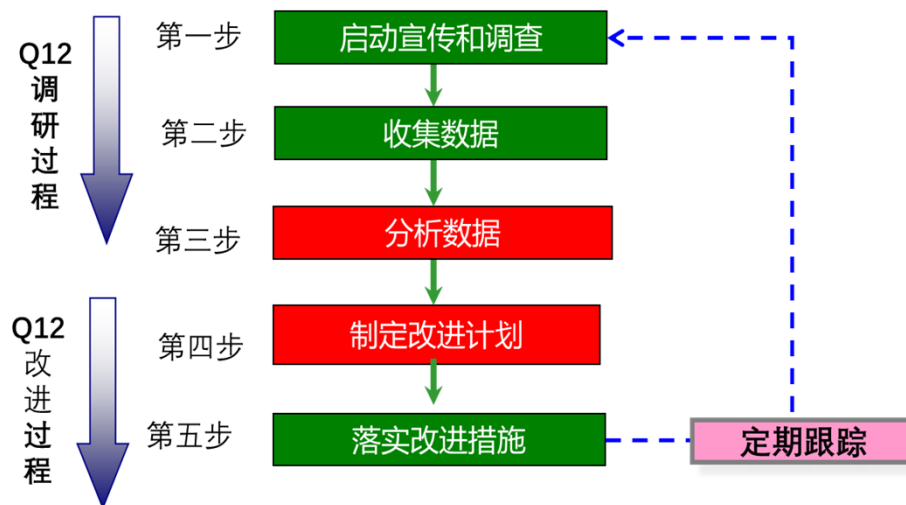 第一步
启动宣传和调查
Q12
调
研
过
程
第二步
收集数据
第三步
分析数据
Q12
改
进
过
程
第四步
制定改进计划
第五步
落实改进措施
定期跟踪